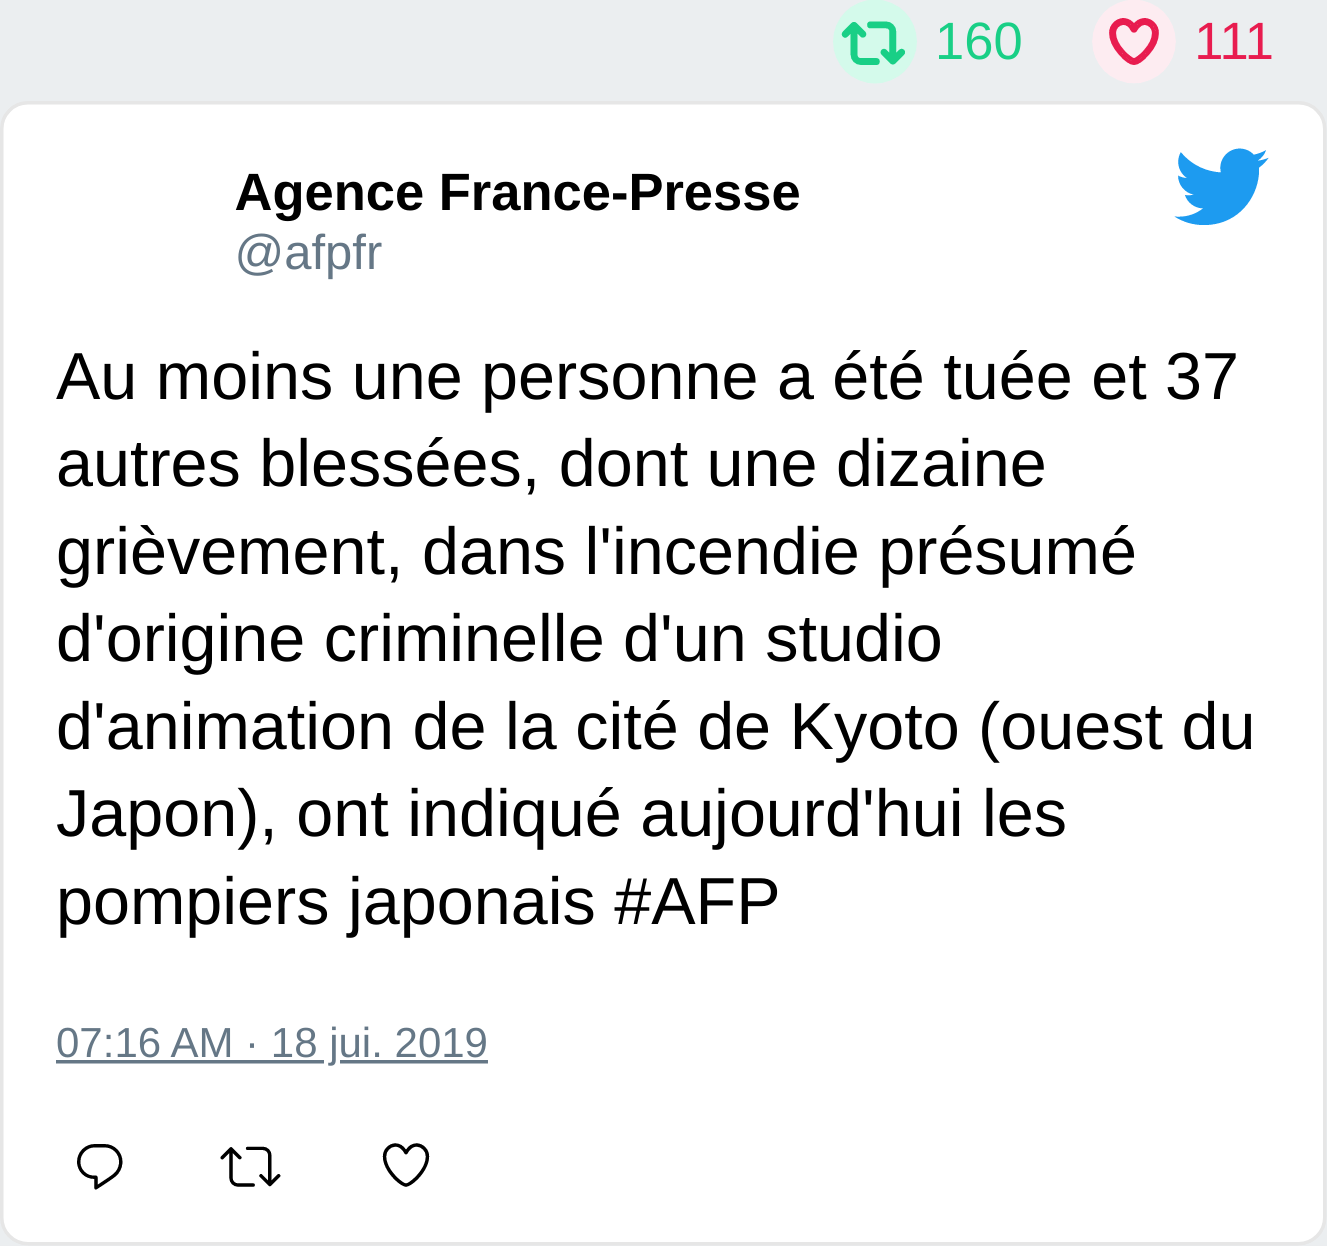 160 111
Agence France-Presse
@afpfr
Au moins une personne a été tuée et 37
autres blessées, dont une dizaine
grièvement, dans l'incendie présumé
d'origine criminelle d'un studio
d'animation de la cité de Kyoto (ouest du
Japon), ont indiqué aujourd'hui les
pompiers japonais #AFP
07:16 AM · 18 jui. 2019